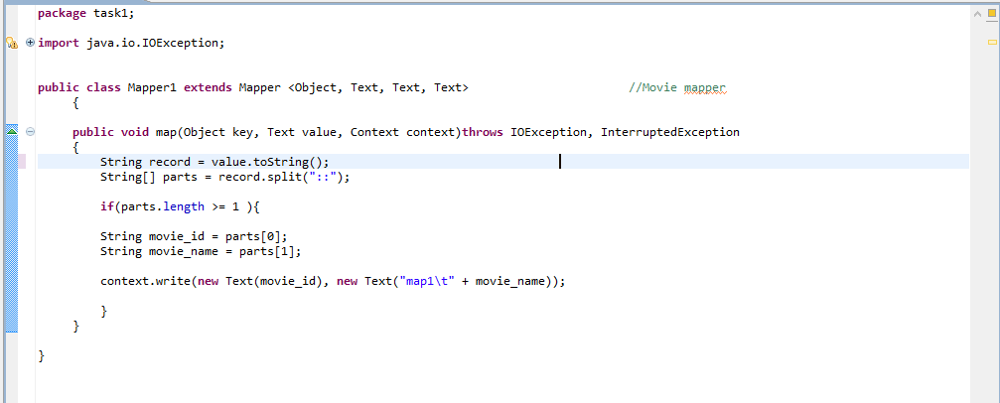 package task1;
import java.io.IOException;
public class Mapper1 extends Mapper <Object, Text, Text, Text> //Movie mapper
{
public void map(Object key, Text value, Context context)throws IOException, InterruptedException
{
String record = value.toString();
String[] parts = record.split("::");
if(parts.length >= 1 ){
String movie_id = parts[0];
String movie_name = parts[1];
context.write(new Text(movie_id), new Text("map1\t" + movie_name));
}
}
}